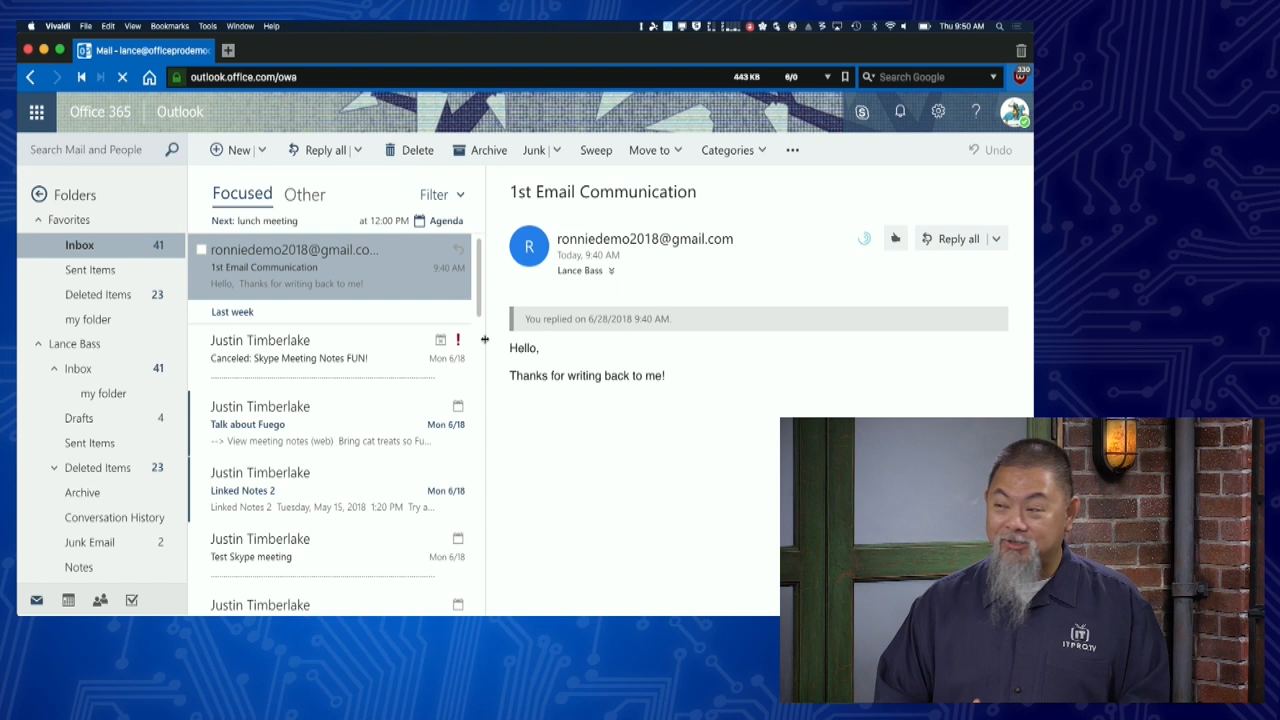 Vivaldi File Edit View Bookmarks Tools Window Help
Thu 9:50 AM
Mail - lance@officeprodemo
outlook.office.com/owa
443 KB 6/0
Search Google
330
Office 365 Outlook
Search Mail and People
New Reply all Delete Archive Junk Sweep Move to Categories ••• Undo
Folders
Favorites
Inbox 41
Sent Items
Deleted Items 23
my folder
Lance Bass
Inbox 41
my folder
Drafts 4
Sent Items
Deleted Items 23
Archive
Conversation History
Junk Email 2
Notes
Focused Other Filter
Next: lunch meeting at 12:00 PM Agenda
ronniedemo2018@gmail.co...
1st Email Communication 9:40 AM
Hello, Thanks for writing back to me!
Last week
Justin Timberlake !
Canceled: Skype Meeting Notes FUN! Mon 6/18
Justin Timberlake
Talk about Fuego Mon 6/18
--> View meeting notes (web) Bring cat treats so Fu...
Justin Timberlake
Linked Notes 2 Mon 6/18
Linked Notes 2 Tuesday, May 15, 2018 1:20 PM Try a...
Justin Timberlake
Test Skype meeting Mon 6/18
Justin Timberlake
1st Email Communication
R
ronniedemo2018@gmail.com
Reply all
Today, 9:40 AM
Lance Bass
You replied on 6/28/2018 9:40 AM.
Hello,
Thanks for writing back to me!
IT
ITPRO.TV